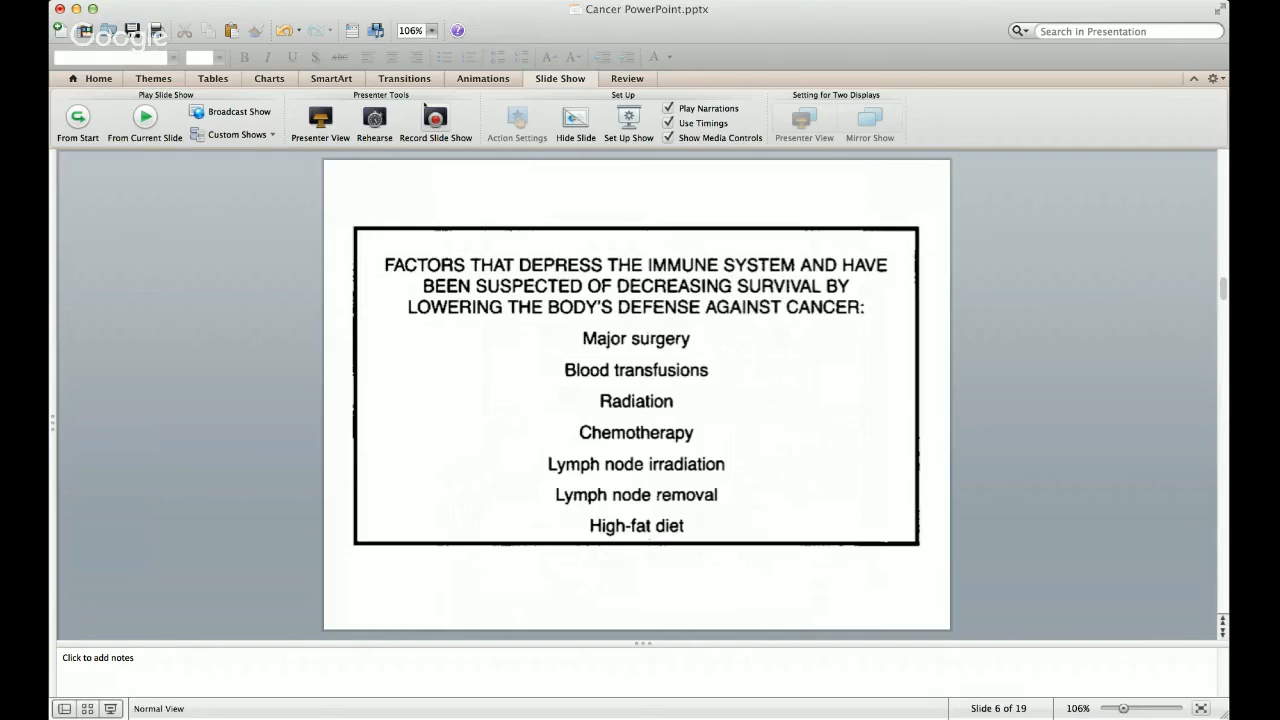 Cancer PowerPoint.pptx
Google
106%
Search in Presentation
B I U S ABC A A A
Home Themes Tables Charts SmartArt Transitions Animations Slide Show Review
Play Slide Show Presenter Tools Set Up Setting for Two Displays
Broadcast Show Play Narrations
Custom Shows Use Timings
From Start From Current Slide Presenter View Rehearse Record Slide Show Action Settings Hide Slide Set Up Show Show Media Controls Presenter View Mirror Show
FACTORS THAT DEPRESS THE IMMUNE SYSTEM AND HAVE
BEEN SUSPECTED OF DECREASING SURVIVAL BY
LOWERING THE BODY'S DEFENSE AGAINST CANCER:
Major surgery
Blood transfusions
Radiation
Chemotherapy
Lymph node irradiation
Lymph node removal
High-fat diet
Click to add notes
Normal View Slide 6 of 19 106%